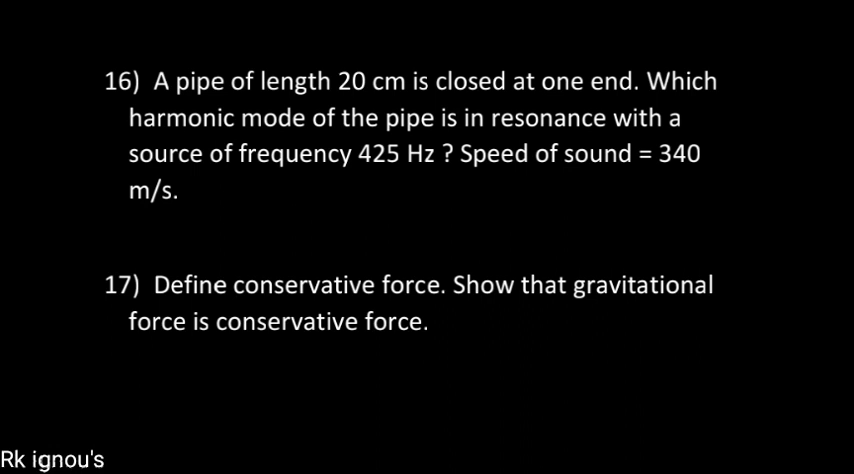 16) A pipe of length 20 cm is closed at one end. Which
harmonic mode of the pipe is in resonance with a
source of frequency 425 Hz ? Speed of sound = 340
m/s.
17) Define conservative force. Show that gravitational
force is conservative force.
Rk ignou's